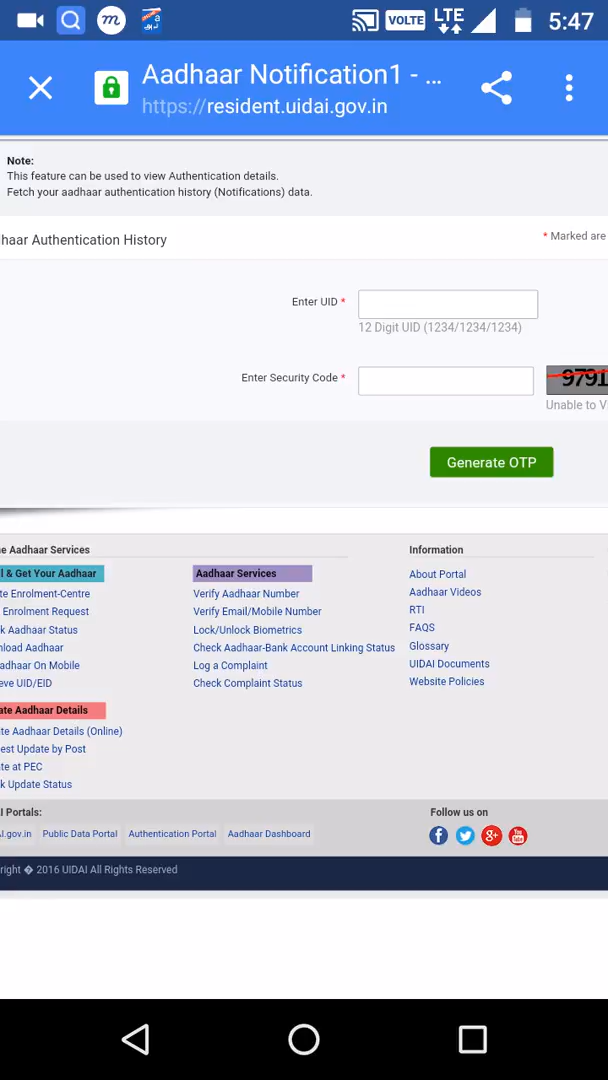 VOLTE LTE 5:47
Aadhaar Notification1 - ...
https://resident.uidai.gov.in
Note:
This feature can be used to view Authentication details.
Fetch your aadhaar authentication history (Notifications) data.
haar Authentication History
* Marked are
Enter UID *
12 Digit UID (1234/1234/1234)
Enter Security Code *
9791
Unable to V
Generate OTP
e Aadhaar Services
l & Get Your Aadhaar
te Enrolment-Centre
Enrolment Request
k Aadhaar Status
nload Aadhaar
adhaar On Mobile
eve UID/EID
ate Aadhaar Details
te Aadhaar Details (Online)
est Update by Post
te at PEC
k Update Status
Aadhaar Services
Verify Aadhaar Number
Verify Email/Mobile Number
Lock/Unlock Biometrics
Check Aadhaar-Bank Account Linking Status
Log a Complaint
Check Complaint Status
Information
About Portal
Aadhaar Videos
RTI
FAQS
Glossary
UIDAI Documents
Website Policies
I Portals:
AI.gov.in Public Data Portal Authentication Portal Aadhaar Dashboard
Follow us on
right � 2016 UIDAI All Rights Reserved